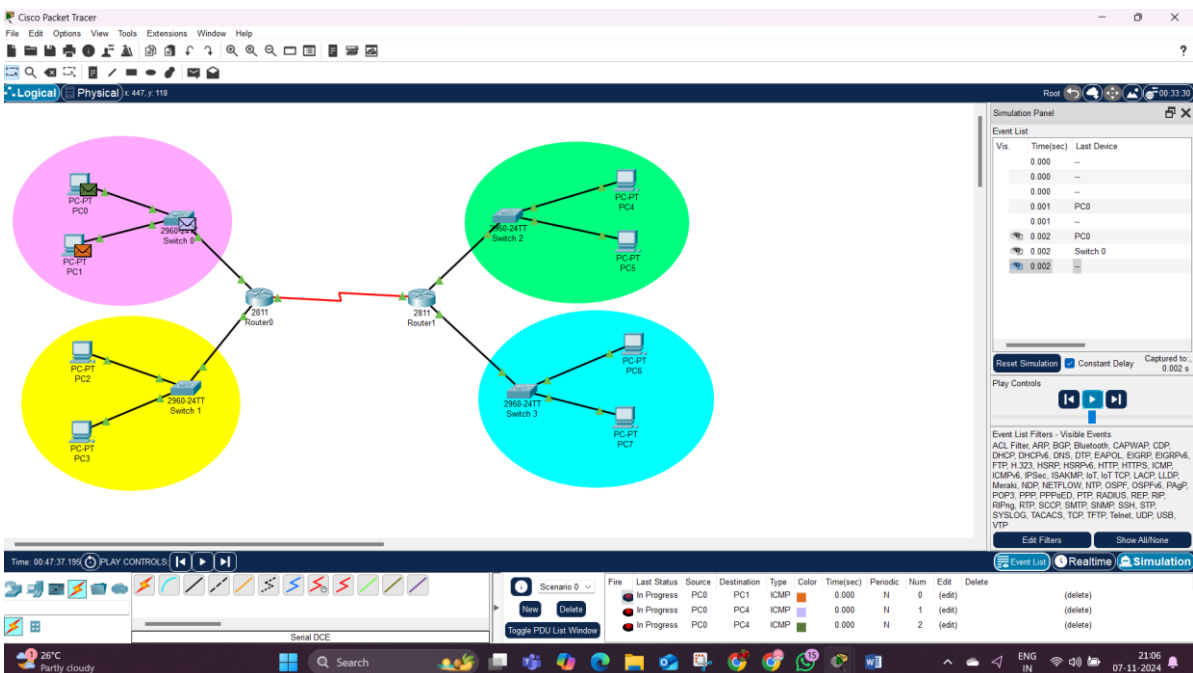 Cisco Packet Tracer
File Edit Options View Tools Extensions Window Help
?
Logical Physical x: 447, y: 118
Root 00:33:30
Simulation Panel
Event List
Vis. Time(sec) Last Device
0.000 --
0.000 --
0.000 --
0.001 PC0
0.001 --
0.002 PC0
0.002 Switch 0
0.002 --
Reset Simulation Constant Delay Captured to:
0.002 s
Play Controls
Event List Filters - Visible Events
ACL Filter, ARP, BGP, Bluetooth, CAPWAP, CDP,
DHCP, DHCPv6, DNS, DTP, EAPOL, EIGRP, EIGRPv6,
FTP, H.323, HSRP, HSRPv6, HTTP, HTTPS, ICMP,
ICMPv6, IPSec, ISAKMP, IoT, IoT TCP, LACP, LLDP,
Meraki, NDP, NETFLOW, NTP, OSPF, OSPFv6, PAgP,
POP3, PPP, PPPoED, PTP, RADIUS, REP, RIP,
RIPng, RTP, SCCP, SMTP, SNMP, SSH, STP,
SYSLOG, TACACS, TCP, TFTP, Telnet, UDP, USB,
VTP
Edit Filters Show All/None
PC-PT
PC0
PC-PT
PC1
2960-24TT
Switch 0
PC-PT
PC4
2960-24TT
Switch 2
PC-PT
PC5
2811
Router0
2811
Router1
PC-PT
PC2
2960-24TT
Switch 1
PC-PT
PC3
PC-PT
PC6
2960-24TT
Switch 3
PC-PT
PC7
Time: 00:47:37.195 PLAY CONTROLS:
Event List Realtime Simulation
Scenario 0
New Delete
Toggle PDU List Window
Fire Last Status Source Destination Type Color Time(sec) Periodic Num Edit Delete
In Progress PC0 PC1 ICMP 0.000 N 0 (edit) (delete)
In Progress PC0 PC4 ICMP 0.000 N 1 (edit) (delete)
In Progress PC0 PC4 ICMP 0.000 N 2 (edit) (delete)
Serial DCE
1
26°C
Partly cloudy
Search
15
ENG
IN
21:06
07-11-2024